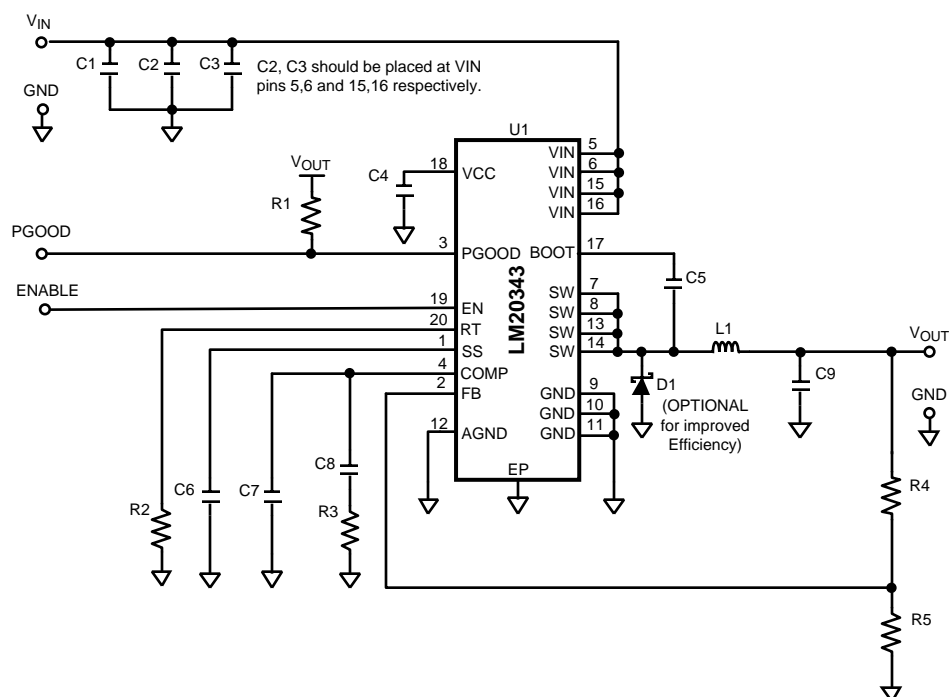 VIN
C1
C2
C3
C2, C3 should be placed at VIN
pins 5,6 and 15,16 respectively.
GND
U1
VOUT
R1
C4
18
VCC
VIN
5
VIN
6
VIN
15
VIN
16
PGOOD
3
PGOOD
BOOT
17
C5
LM20343
ENABLE
19
EN
20
RT
1
SS
4
COMP
2
FB
12
AGND
SW
7
SW
8
SW
13
SW
14
L1
VOUT
GND
9
GND
10
GND
11
EP
D1
(OPTIONAL
for improved
Efficiency)
C9
GND
R2
C6
C7
C8
R3
R4
R5